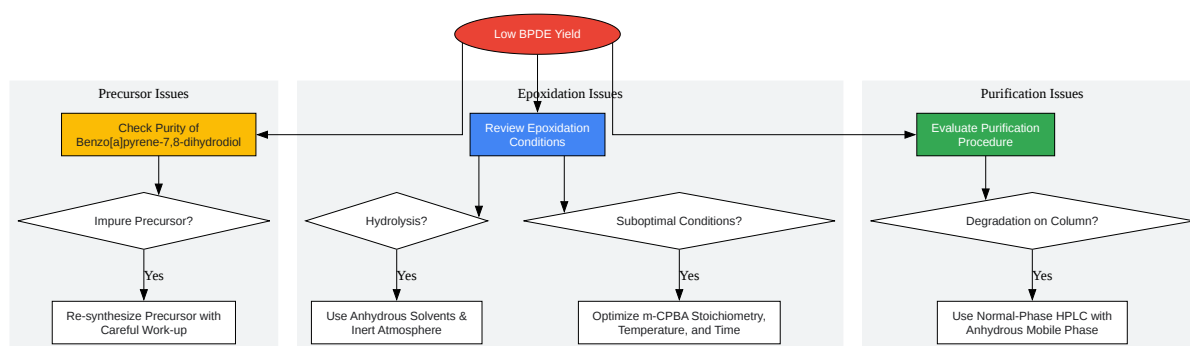 Low BPDE Yield
Precursor Issues
Epoxidation Issues
Purification Issues
Check Purity of
Benzo[a]pyrene-7,8-dihydrodiol
Review Epoxidation
Conditions
Evaluate Purification
Procedure
Impure Precursor?
Hydrolysis?
Suboptimal Conditions?
Degradation on Column?
Yes
Yes
Yes
Yes
Re-synthesize Precursor with
Careful Work-up
Use Anhydrous Solvents &
Inert Atmosphere
Optimize m-CPBA Stoichiometry,
Temperature, and Time
Use Normal-Phase HPLC with
Anhydrous Mobile Phase